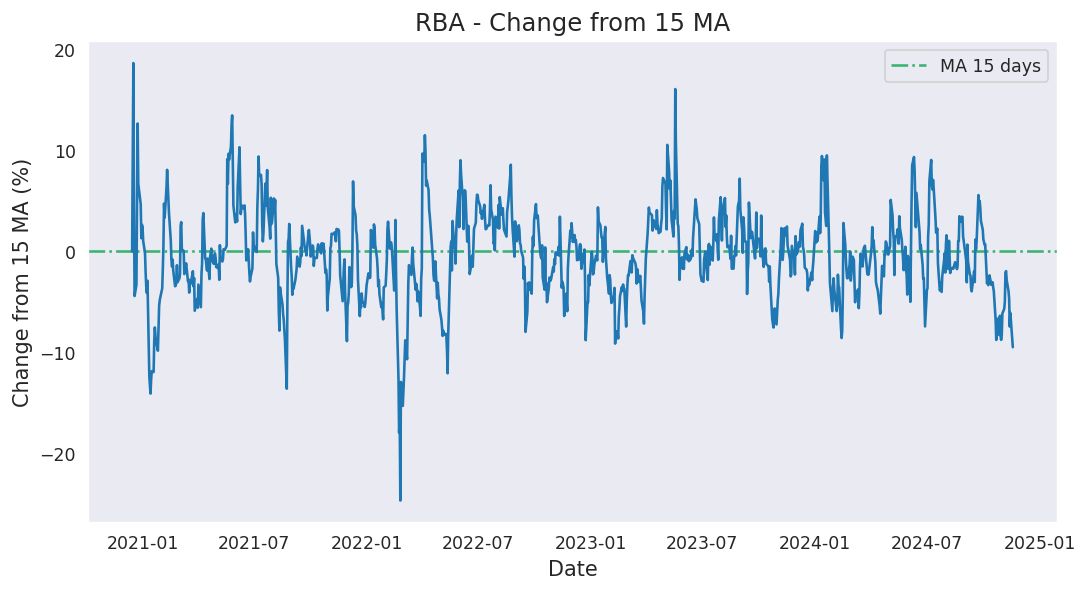 RBA - Change from 15 MA
MA 15 days
Change from 15 MA (%)
20
10
0
−10
−20
2021-01 2021-07 2022-01 2022-07 2023-01 2023-07 2024-01 2024-07 2025-01
Date